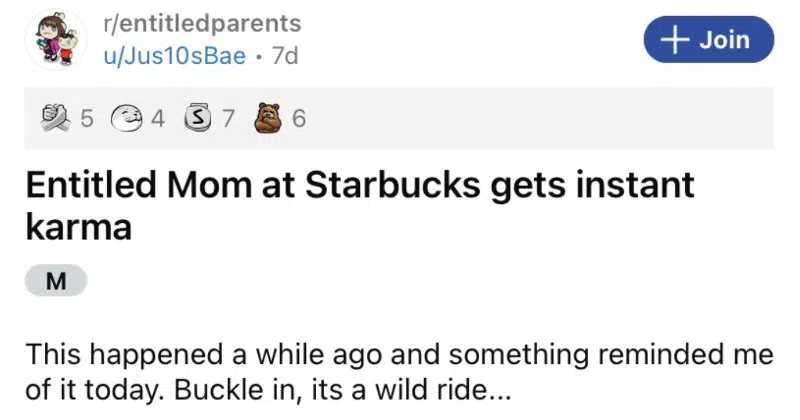 r/entitledparents
u/Jus10sBae • 7d
+ Join
5 4 S 7 6
Entitled Mom at Starbucks gets instant
karma
M
This happened a while ago and something reminded me
of it today. Buckle in, its a wild ride...